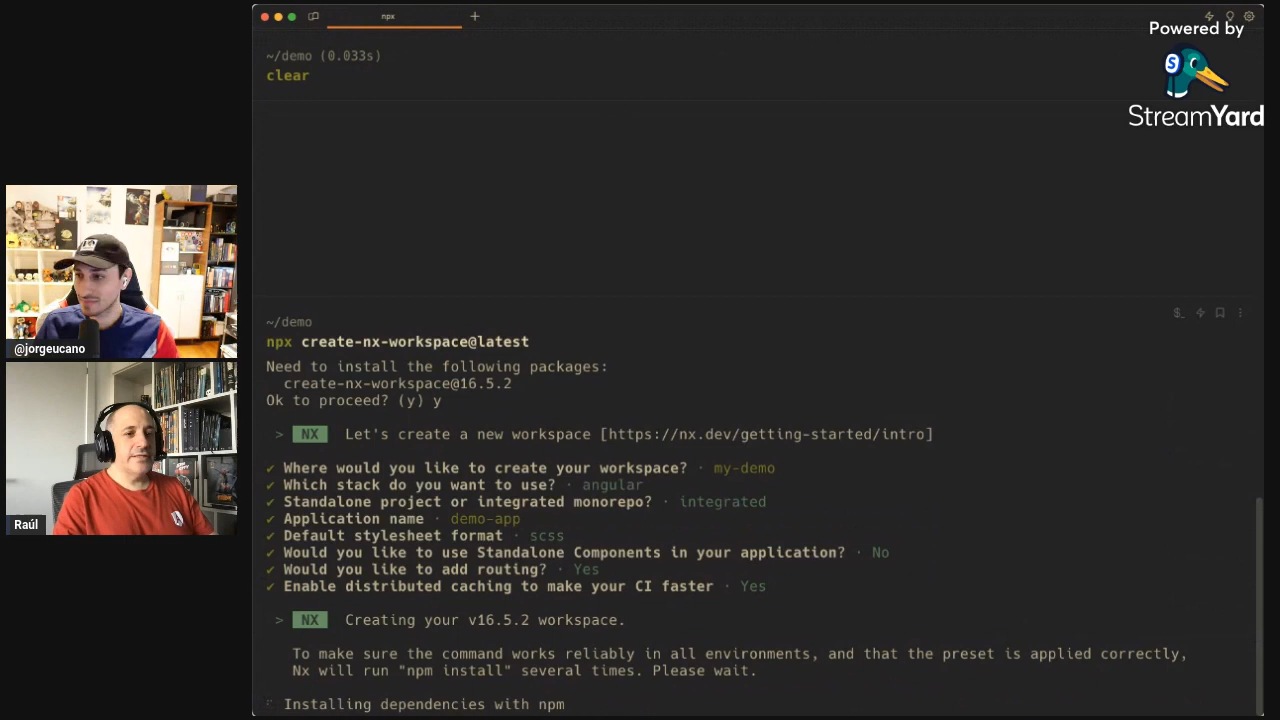 npx
Powered by
StreamYard
~/demo (0.033s)
clear
~/demo
npx create-nx-workspace@latest
Need to install the following packages:
create-nx-workspace@16.5.2
Ok to proceed? (y) y
> NX Let's create a new workspace [https://nx.dev/getting-started/intro]
✔ Where would you like to create your workspace? · my-demo
✔ Which stack do you want to use? · angular
✔ Standalone project or integrated monorepo? · integrated
✔ Application name · demo-app
✔ Default stylesheet format · scss
✔ Would you like to use Standalone Components in your application? · No
✔ Would you like to add routing? · Yes
✔ Enable distributed caching to make your CI faster · Yes
> NX Creating your v16.5.2 workspace.
To make sure the command works reliably in all environments, and that the preset is applied correctly,
Nx will run "npm install" several times. Please wait.
Installing dependencies with npm
@jorgeucano
Raúl